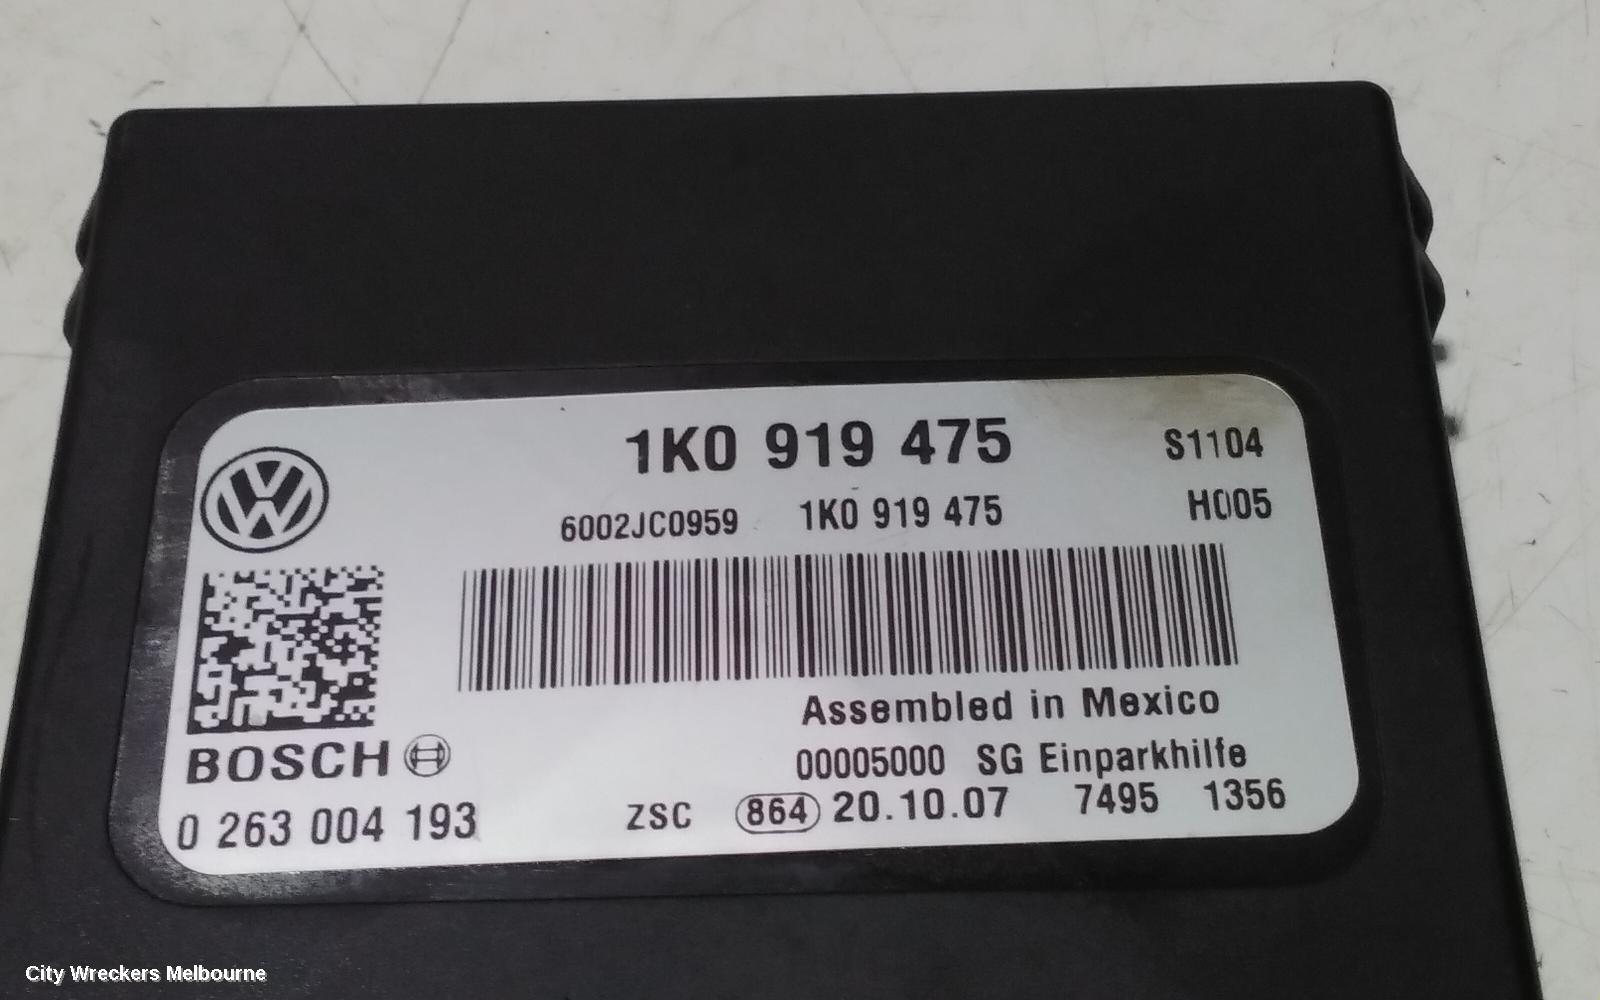 1K0 919 475 S1104
6002JC0959 1K0 919 475 H005
Assembled in Mexico
BOSCH 00005000 SG Einparkhilfe
0 263 004 193 ZSC 864 20.10.07 7495 1356
City Wreckers Melbourne